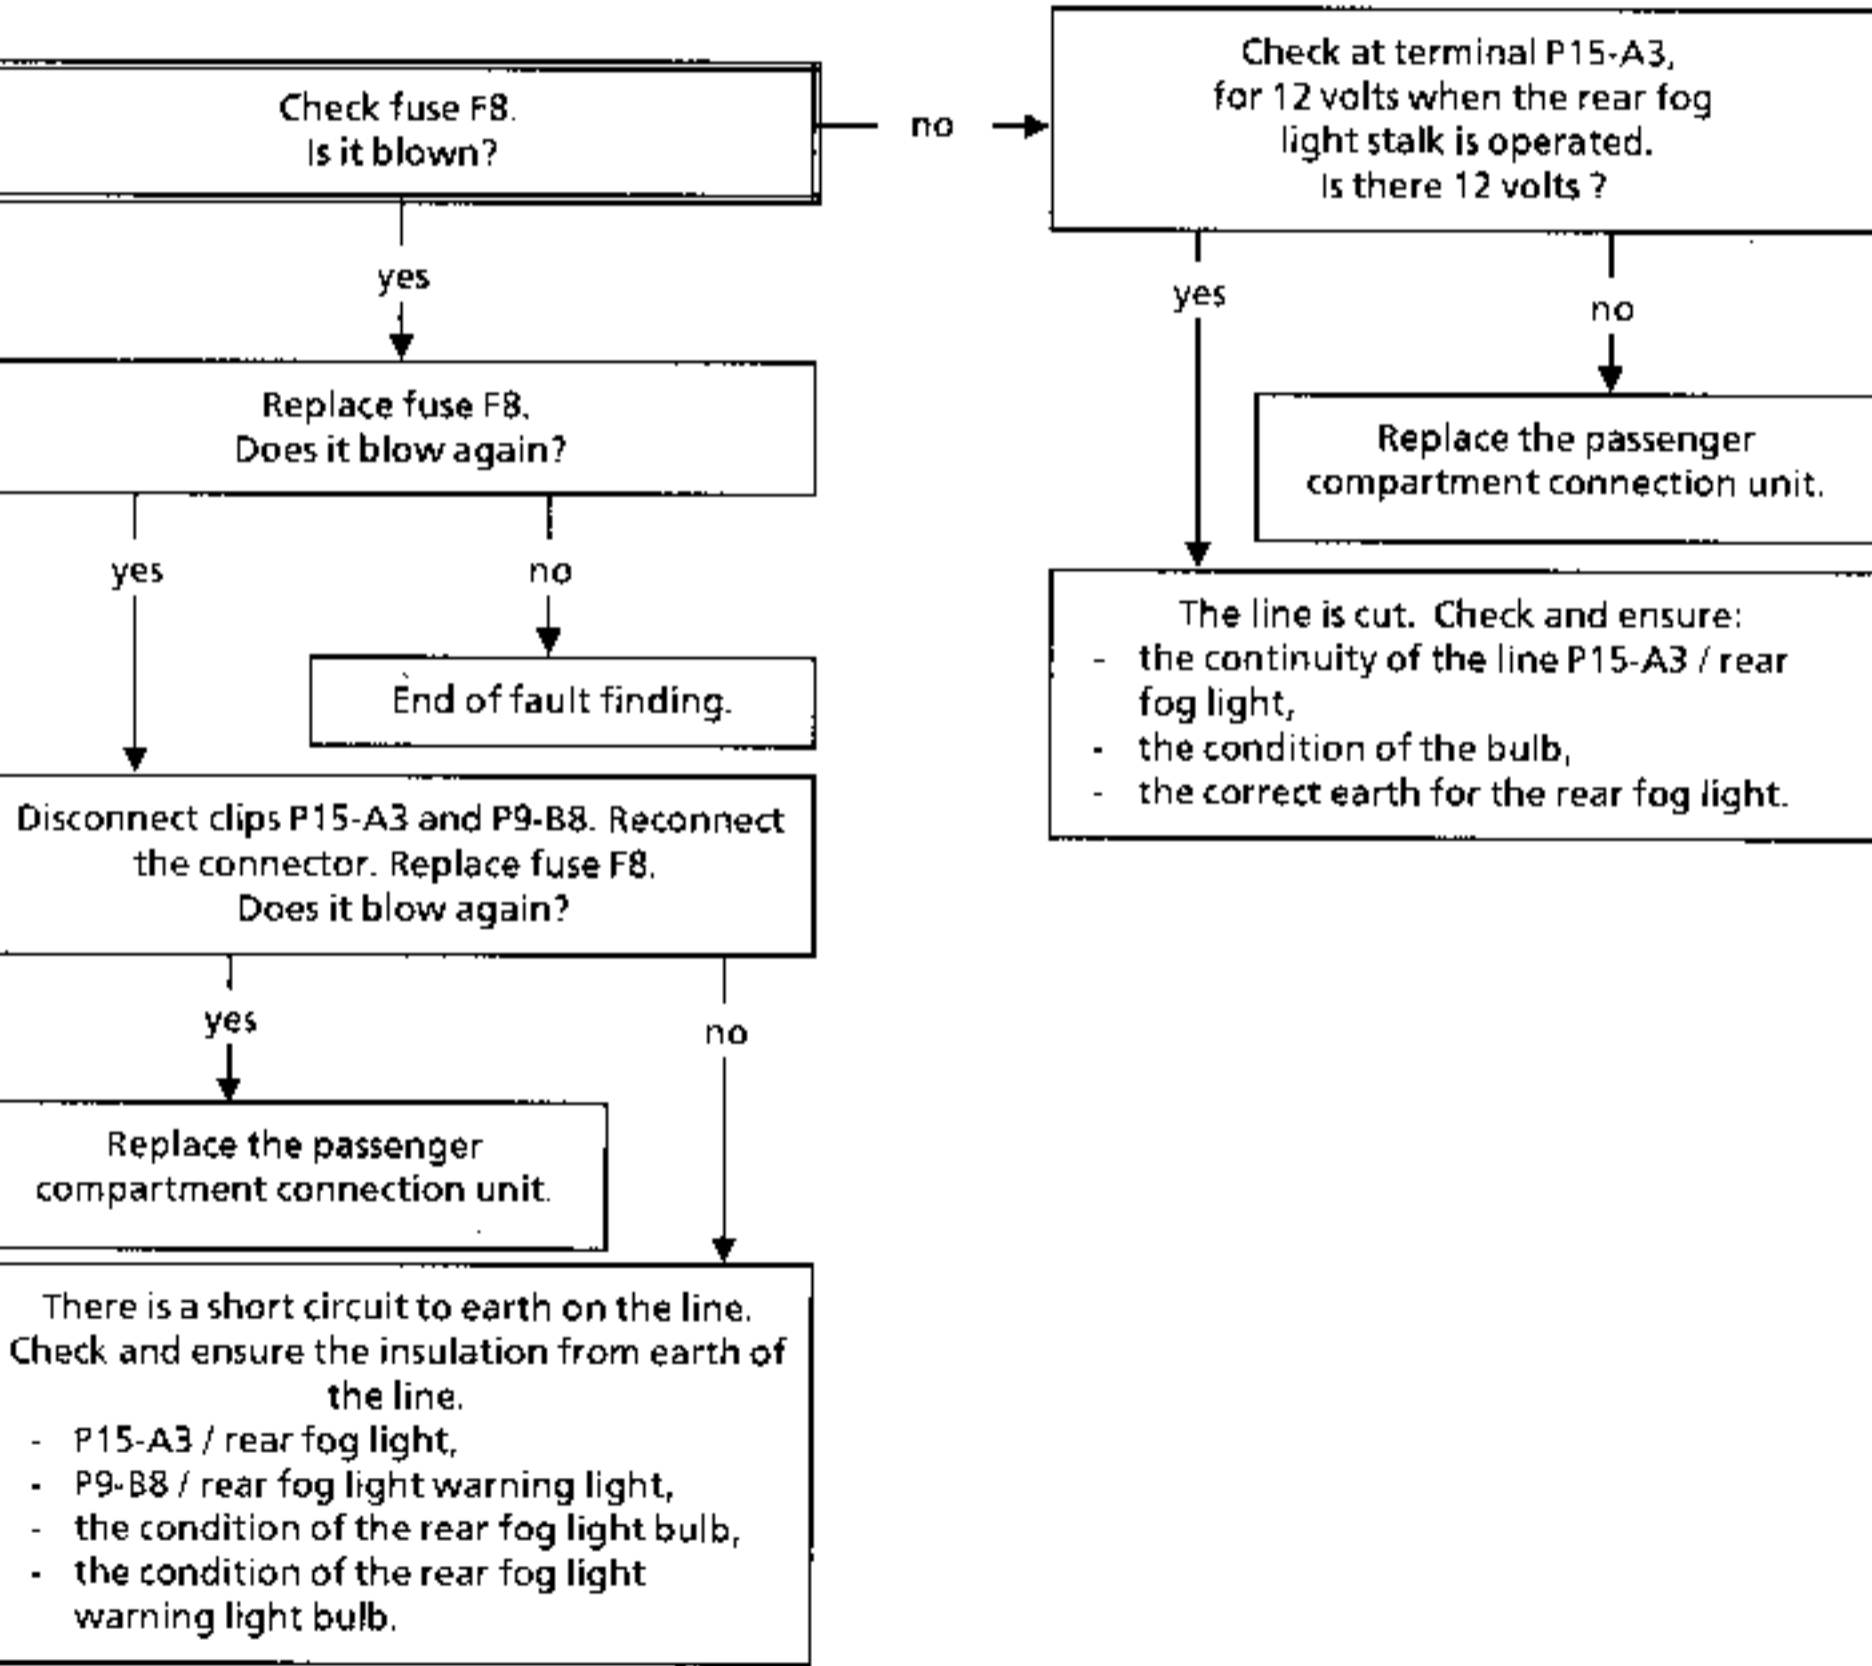 Check fuse F8.
Is it blown?
no
Check at terminal P15-A3,
for 12 volts when the rear fog
light stalk is operated.
Is there 12 volts ?
yes
Replace fuse F8.
Does it blow again?
yes
no
End of fault finding.
Disconnect clips P15-A3 and P9-B8. Reconnect
the connector. Replace fuse F8.
Does it blow again?
yes
no
Replace the passenger
compartment connection unit.
There is a short circuit to earth on the line.
Check and ensure the insulation from earth of
the line.
- P15-A3 / rear fog light,
- P9-B8 / rear fog light warning light,
- the condition of the rear fog light bulb,
- the condition of the rear fog light
warning light bulb.
yes
no
Replace the passenger
compartment connection unit.
The line is cut. Check and ensure:
- the continuity of the line P15-A3 / rear
fog light,
- the condition of the bulb,
- the correct earth for the rear fog light.